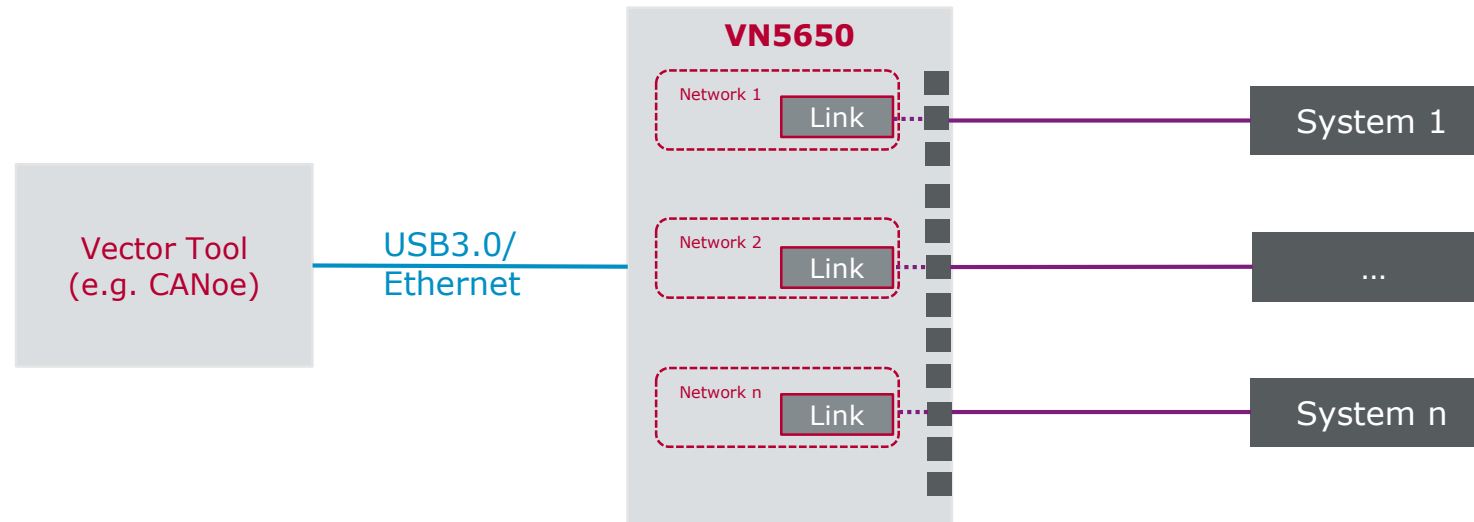 VN5650
Network 1
Link
System 1
Vector Tool
(e.g. CANoe)
USB3.0/
Ethernet
Network 2
Link
...
Network n
Link
System n